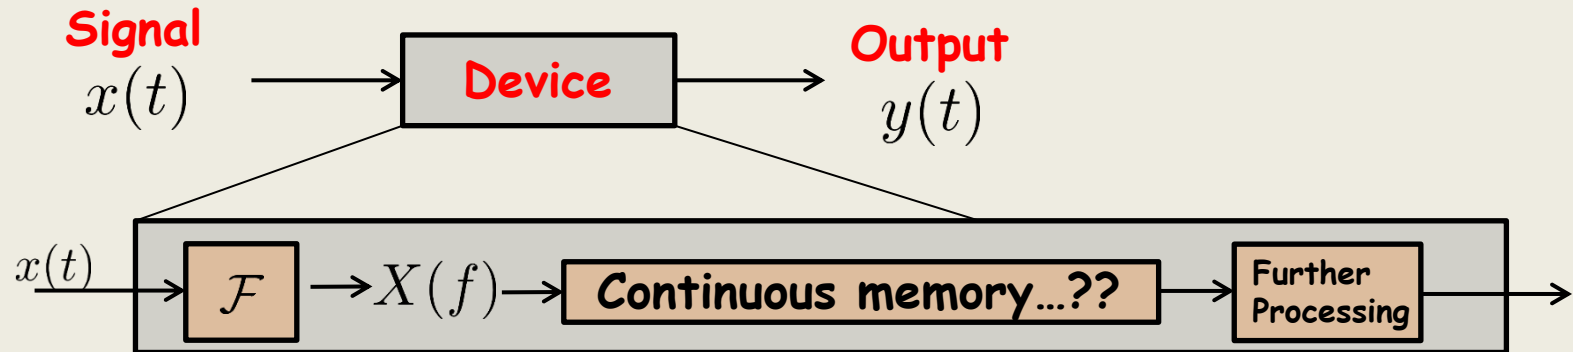 Signal
x(t)
Device
Output
y(t)
x(t)
ℱ
X(f)
Continuous memory...??
Further
Processing